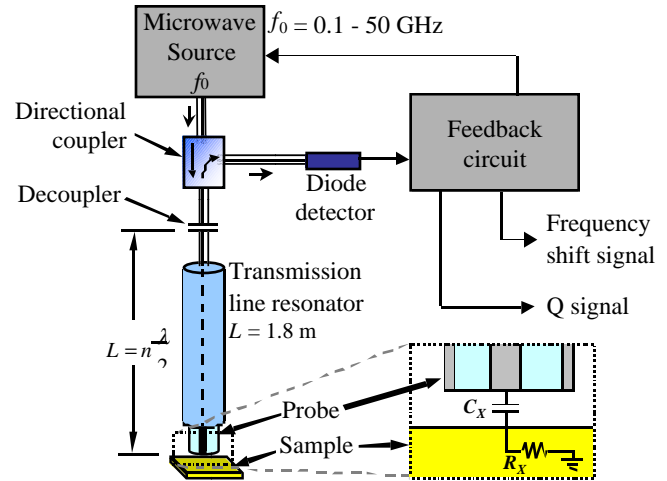 Microwave
Source
f0
f0 = 0.1 - 50 GHz
Directional
coupler
Feedback
circuit
Diode
detector
Decoupler
Frequency
shift signal
Transmission
line resonator
L = 1.8 m
Q signal
L = n λ/2
Probe
CX
Sample
RX